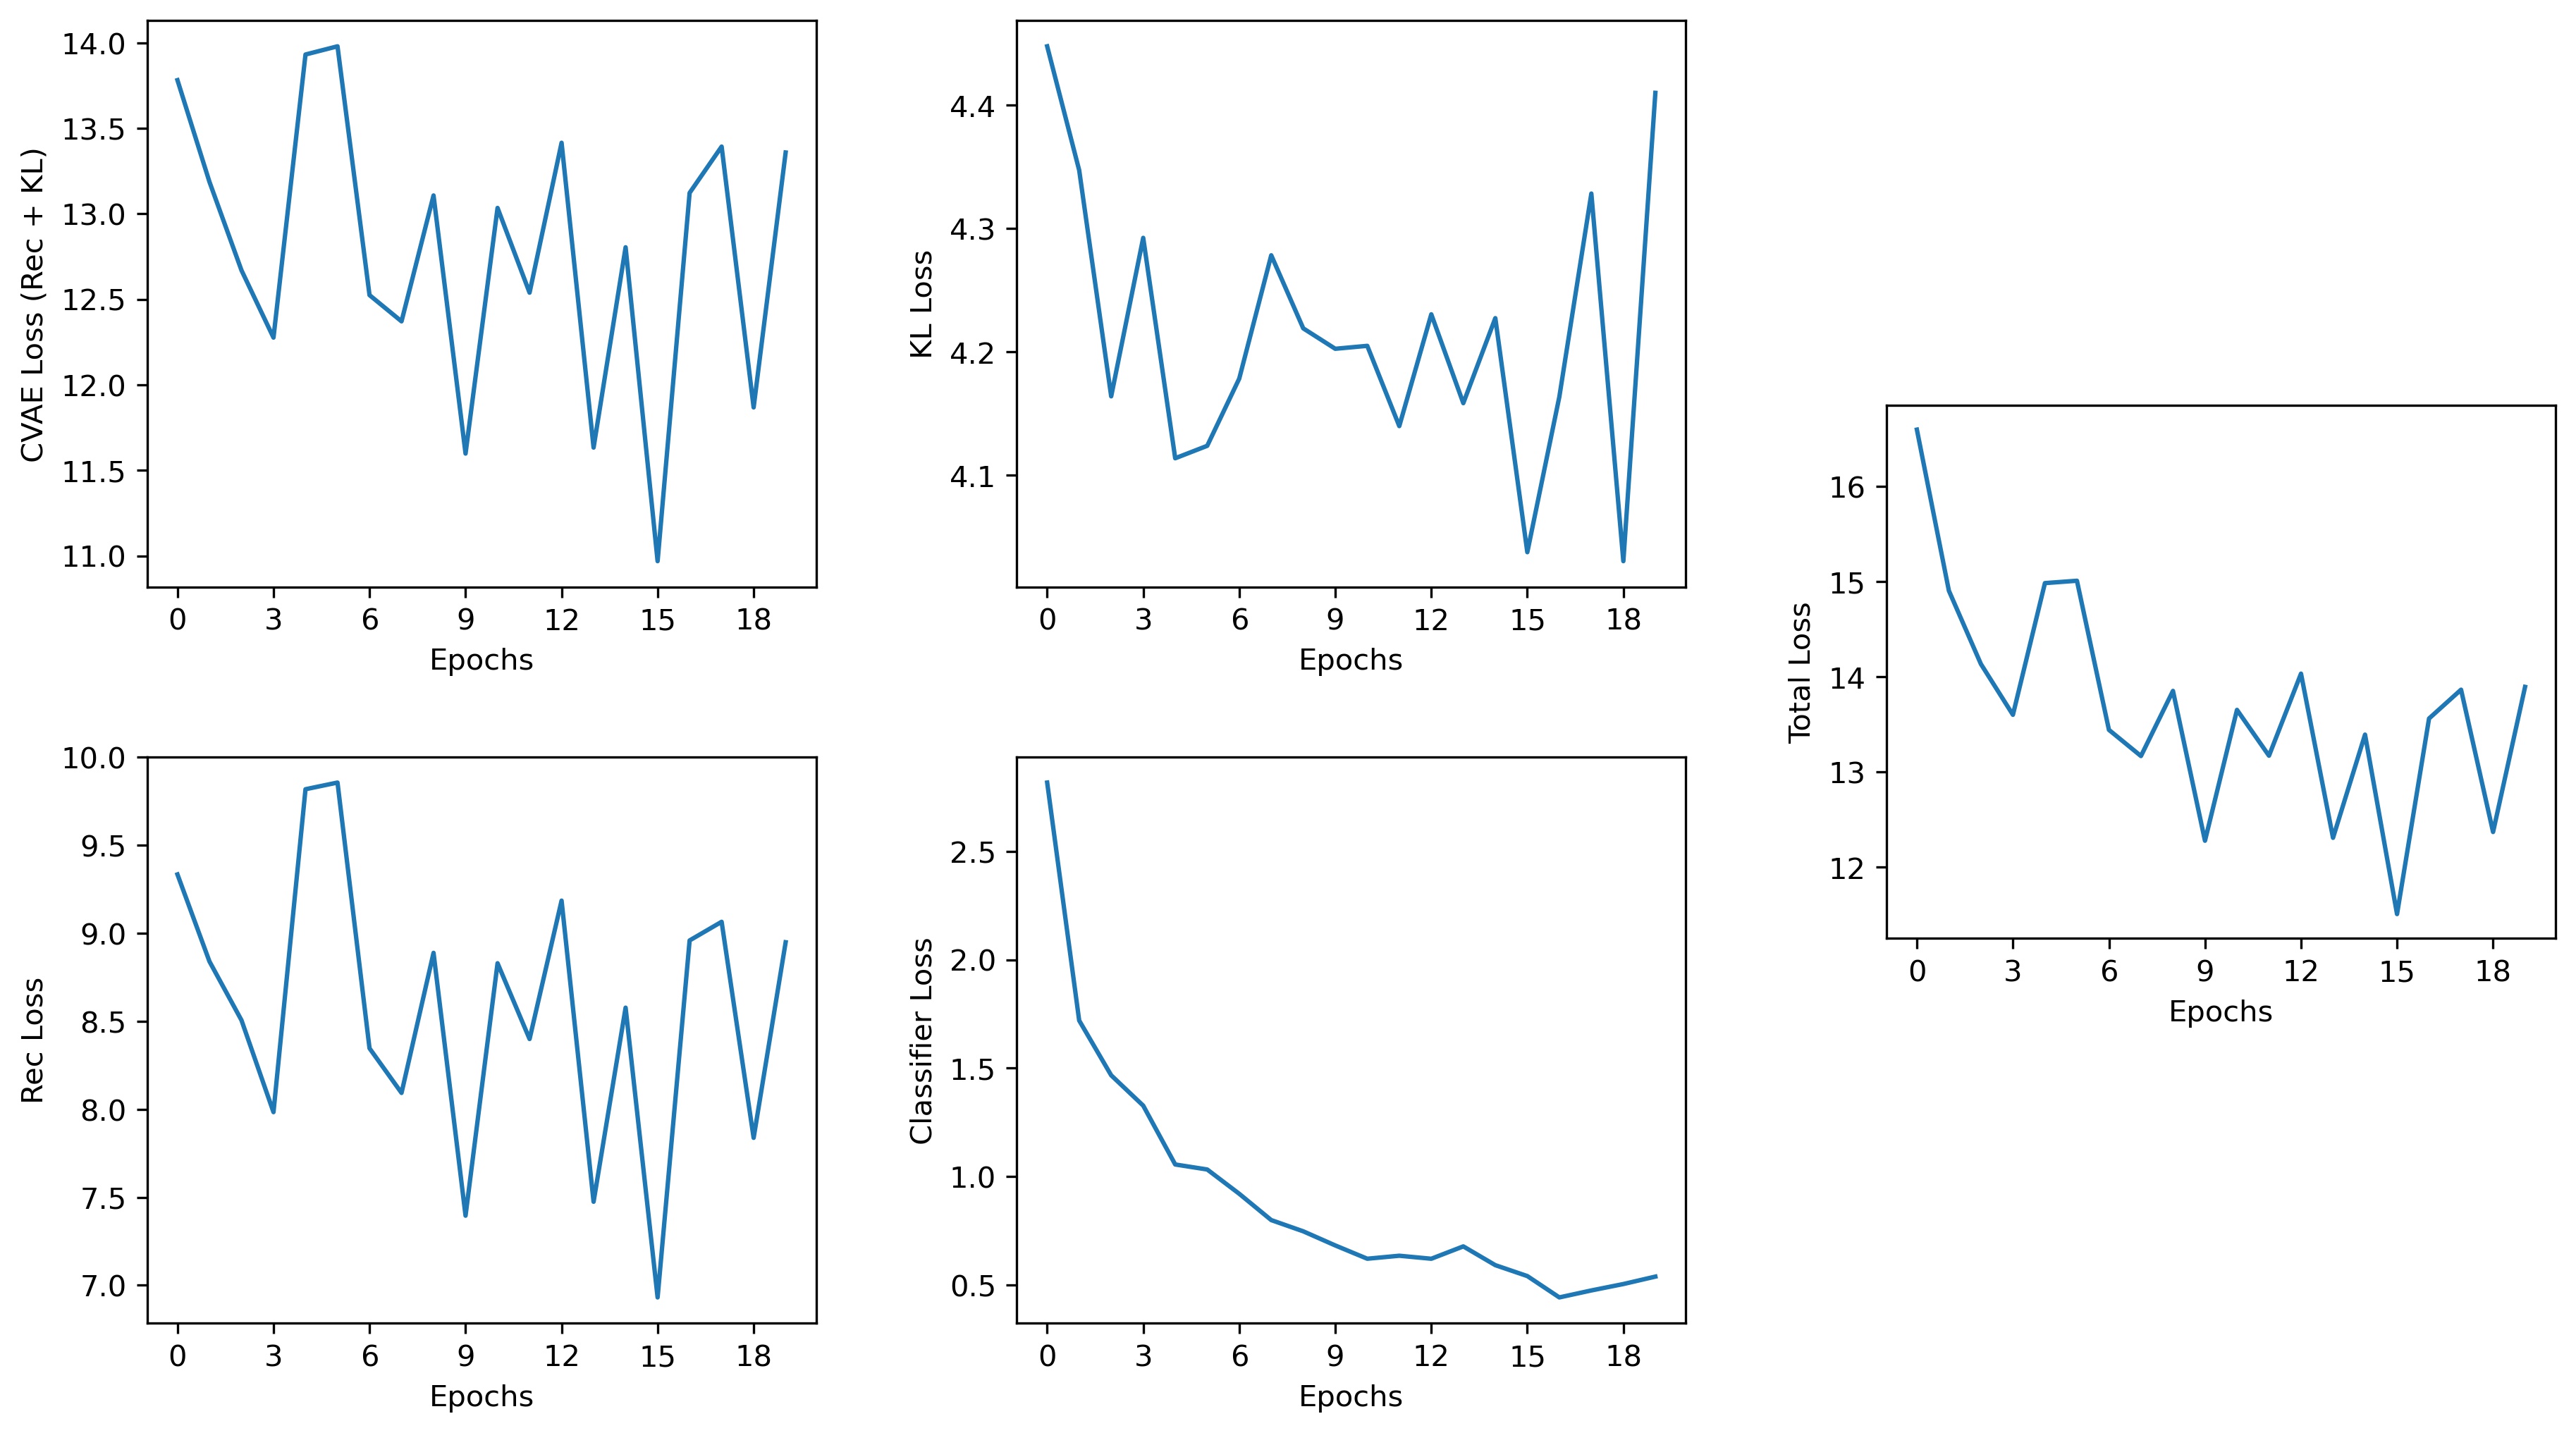 CVAE Loss (Rec + KL)
14.0
13.5
13.0
12.5
12.0
11.5
11.0
0 3 6 9 12 15 18
Epochs
KL Loss
4.4
4.3
4.2
4.1
0 3 6 9 12 15 18
Epochs
Rec Loss
10.0
9.5
9.0
8.5
8.0
7.5
7.0
0 3 6 9 12 15 18
Epochs
Classifier Loss
2.5
2.0
1.5
1.0
0.5
0 3 6 9 12 15 18
Epochs
Total Loss
16
15
14
13
12
0 3 6 9 12 15 18
Epochs